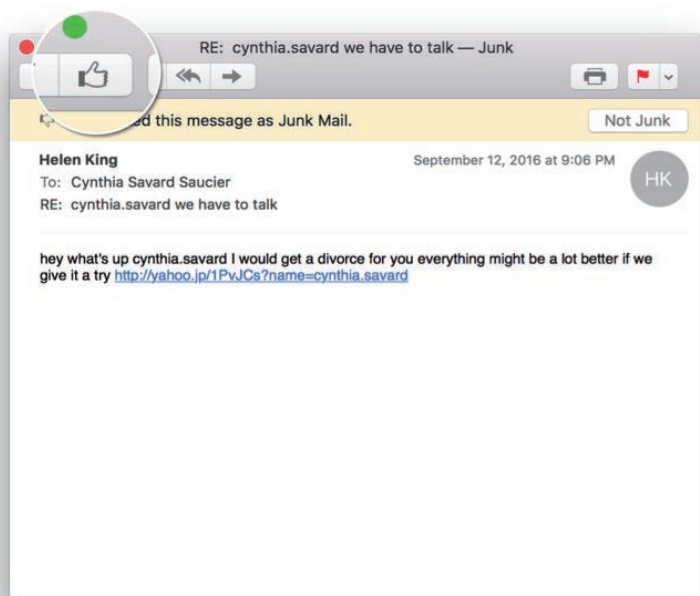 RE: cynthia.savard we have to talk — Junk
this message as Junk Mail.
Not Junk
Helen King
September 12, 2016 at 9:06 PM
HK
To: Cynthia Savard Saucier
RE: cynthia.savard we have to talk
hey what's up cynthia.savard I would get a divorce for you everything might be a lot better if we
give it a try http://yahoo.jp/1PvJCs?name=cynthia.savard